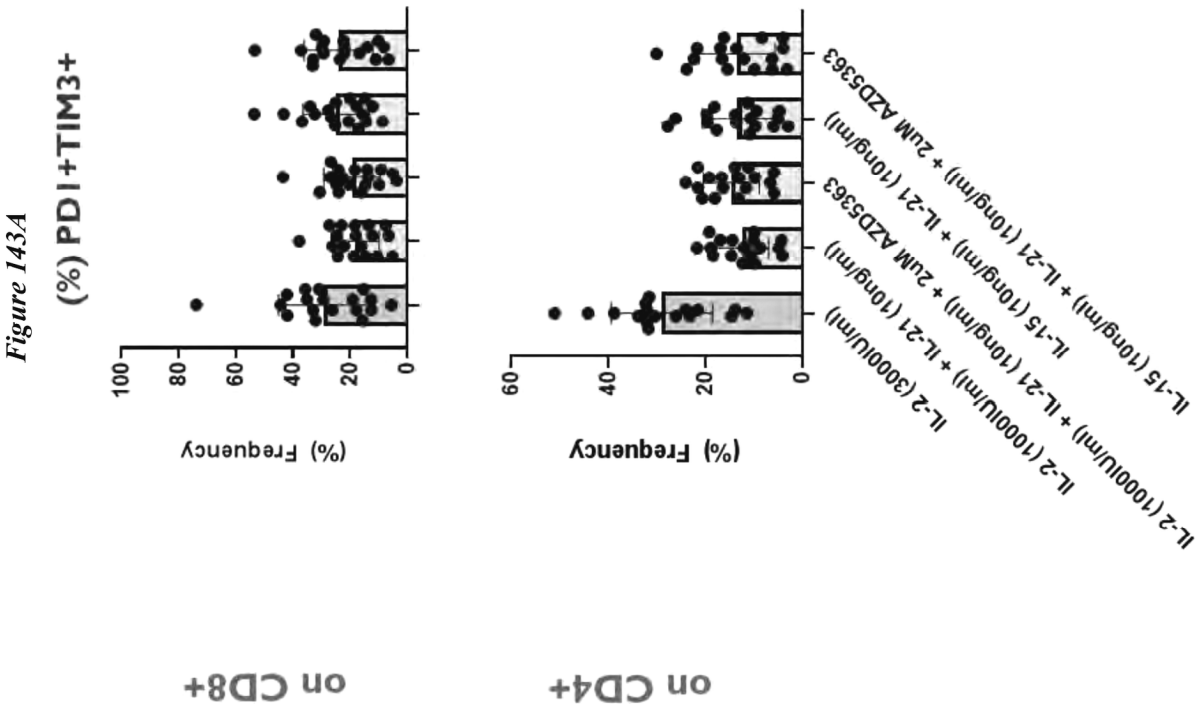 Figure 143A
(%) PD1+TIM3+
on CD8+
(%) Frequency
100
80
60
40
20
0
on CD4+
(%) Frequency
60
40
20
0
IL-2 (3000IU/ml)
IL-2 (1000IU/ml) + IL-21 (10ng/ml)
IL-2 (1000IU/ml) + IL-21 (10ng/ml) + 2uM AZD5363
IL-15 (10ng/ml) + IL-21 (10ng/ml)
IL-15 (10ng/ml) + IL-21 (10ng/ml) + 2uM AZD5363